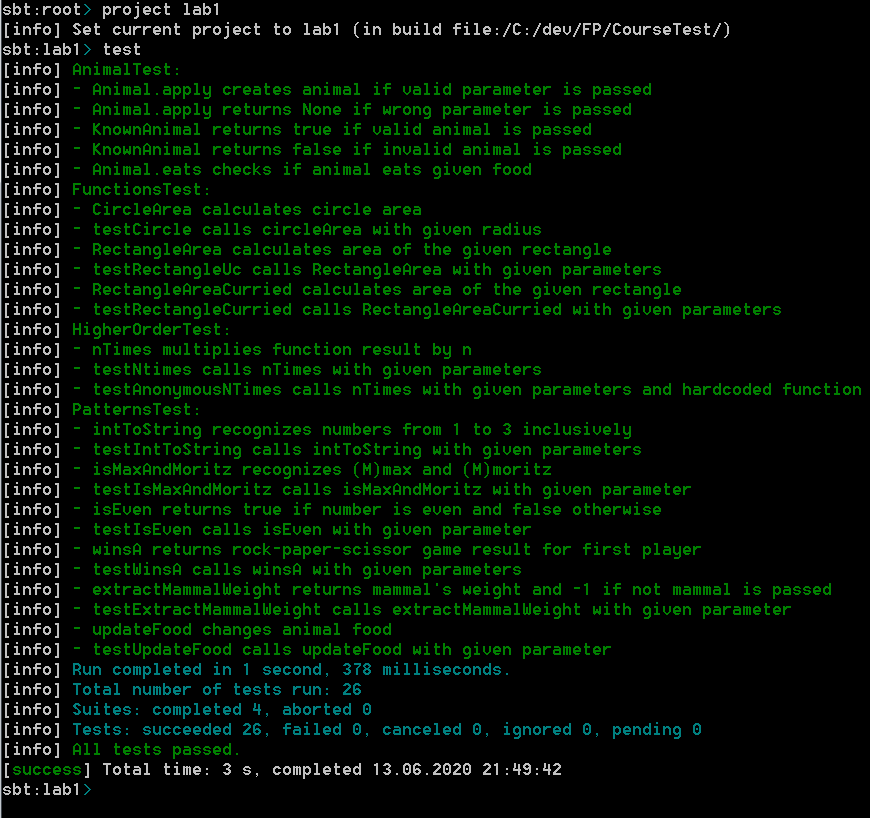 sbt:root> project lab1
[info] Set current project to lab1 (in build file:/C:/dev/FP/CourseTest/)
sbt:lab1> test
[info] AnimalTest:
[info] - Animal.apply creates animal if valid parameter is passed
[info] - Animal.apply returns None if wrong parameter is passed
[info] - KnownAnimal returns true if valid animal is passed
[info] - KnownAnimal returns false if invalid animal is passed
[info] - Animal.eats checks if animal eats given food
[info] FunctionsTest:
[info] - CircleArea calculates circle area
[info] - testCircle calls circleArea with given radius
[info] - RectangleArea calculates area of the given rectangle
[info] - testRectangleUc calls RectangleArea with given parameters
[info] - RectangleAreaCurried calculates area of the given rectangle
[info] - testRectangleCurried calls RectangleAreaCurried with given parameters
[info] HigherOrderTest:
[info] - nTimes multiplies function result by n
[info] - testNtimes calls nTimes with given parameters
[info] - testAnonymousNTimes calls nTimes with given parameters and hardcoded function
[info] PatternsTest:
[info] - intToString recognizes numbers from 1 to 3 inclusively
[info] - testIntToString calls intToString with given parameters
[info] - isMaxAndMoritz recognizes (M)max and (M)moritz
[info] - testIsMaxAndMoritz calls isMaxAndMoritz with given parameter
[info] - isEven returns true if number is even and false otherwise
[info] - testIsEven calls isEven with given parameter
[info] - winsA returns rock-paper-scissor game result for first player
[info] - testWinsA calls winsA with given parameters
[info] - extractMammalWeight returns mammal's weight and -1 if not mammal is passed
[info] - testExtractMammalWeight calls extractMammalWeight with given parameter
[info] - updateFood changes animal food
[info] - testUpdateFood calls updateFood with given parameter
[info] Run completed in 1 second, 378 milliseconds.
[info] Total number of tests run: 26
[info] Suites: completed 4, aborted 0
[info] Tests: succeeded 26, failed 0, canceled 0, ignored 0, pending 0
[info] All tests passed.
[success] Total time: 3 s, completed 13.06.2020 21:49:42
sbt:lab1>